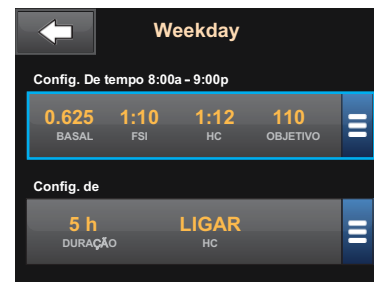 Weekday
Config. De tempo 8:00a - 9:00p
0.625 1:10 1:12 110
BASAL FSI HC OBJETIVO
Config. de
5 h LIGAR
DURAÇÃO HC